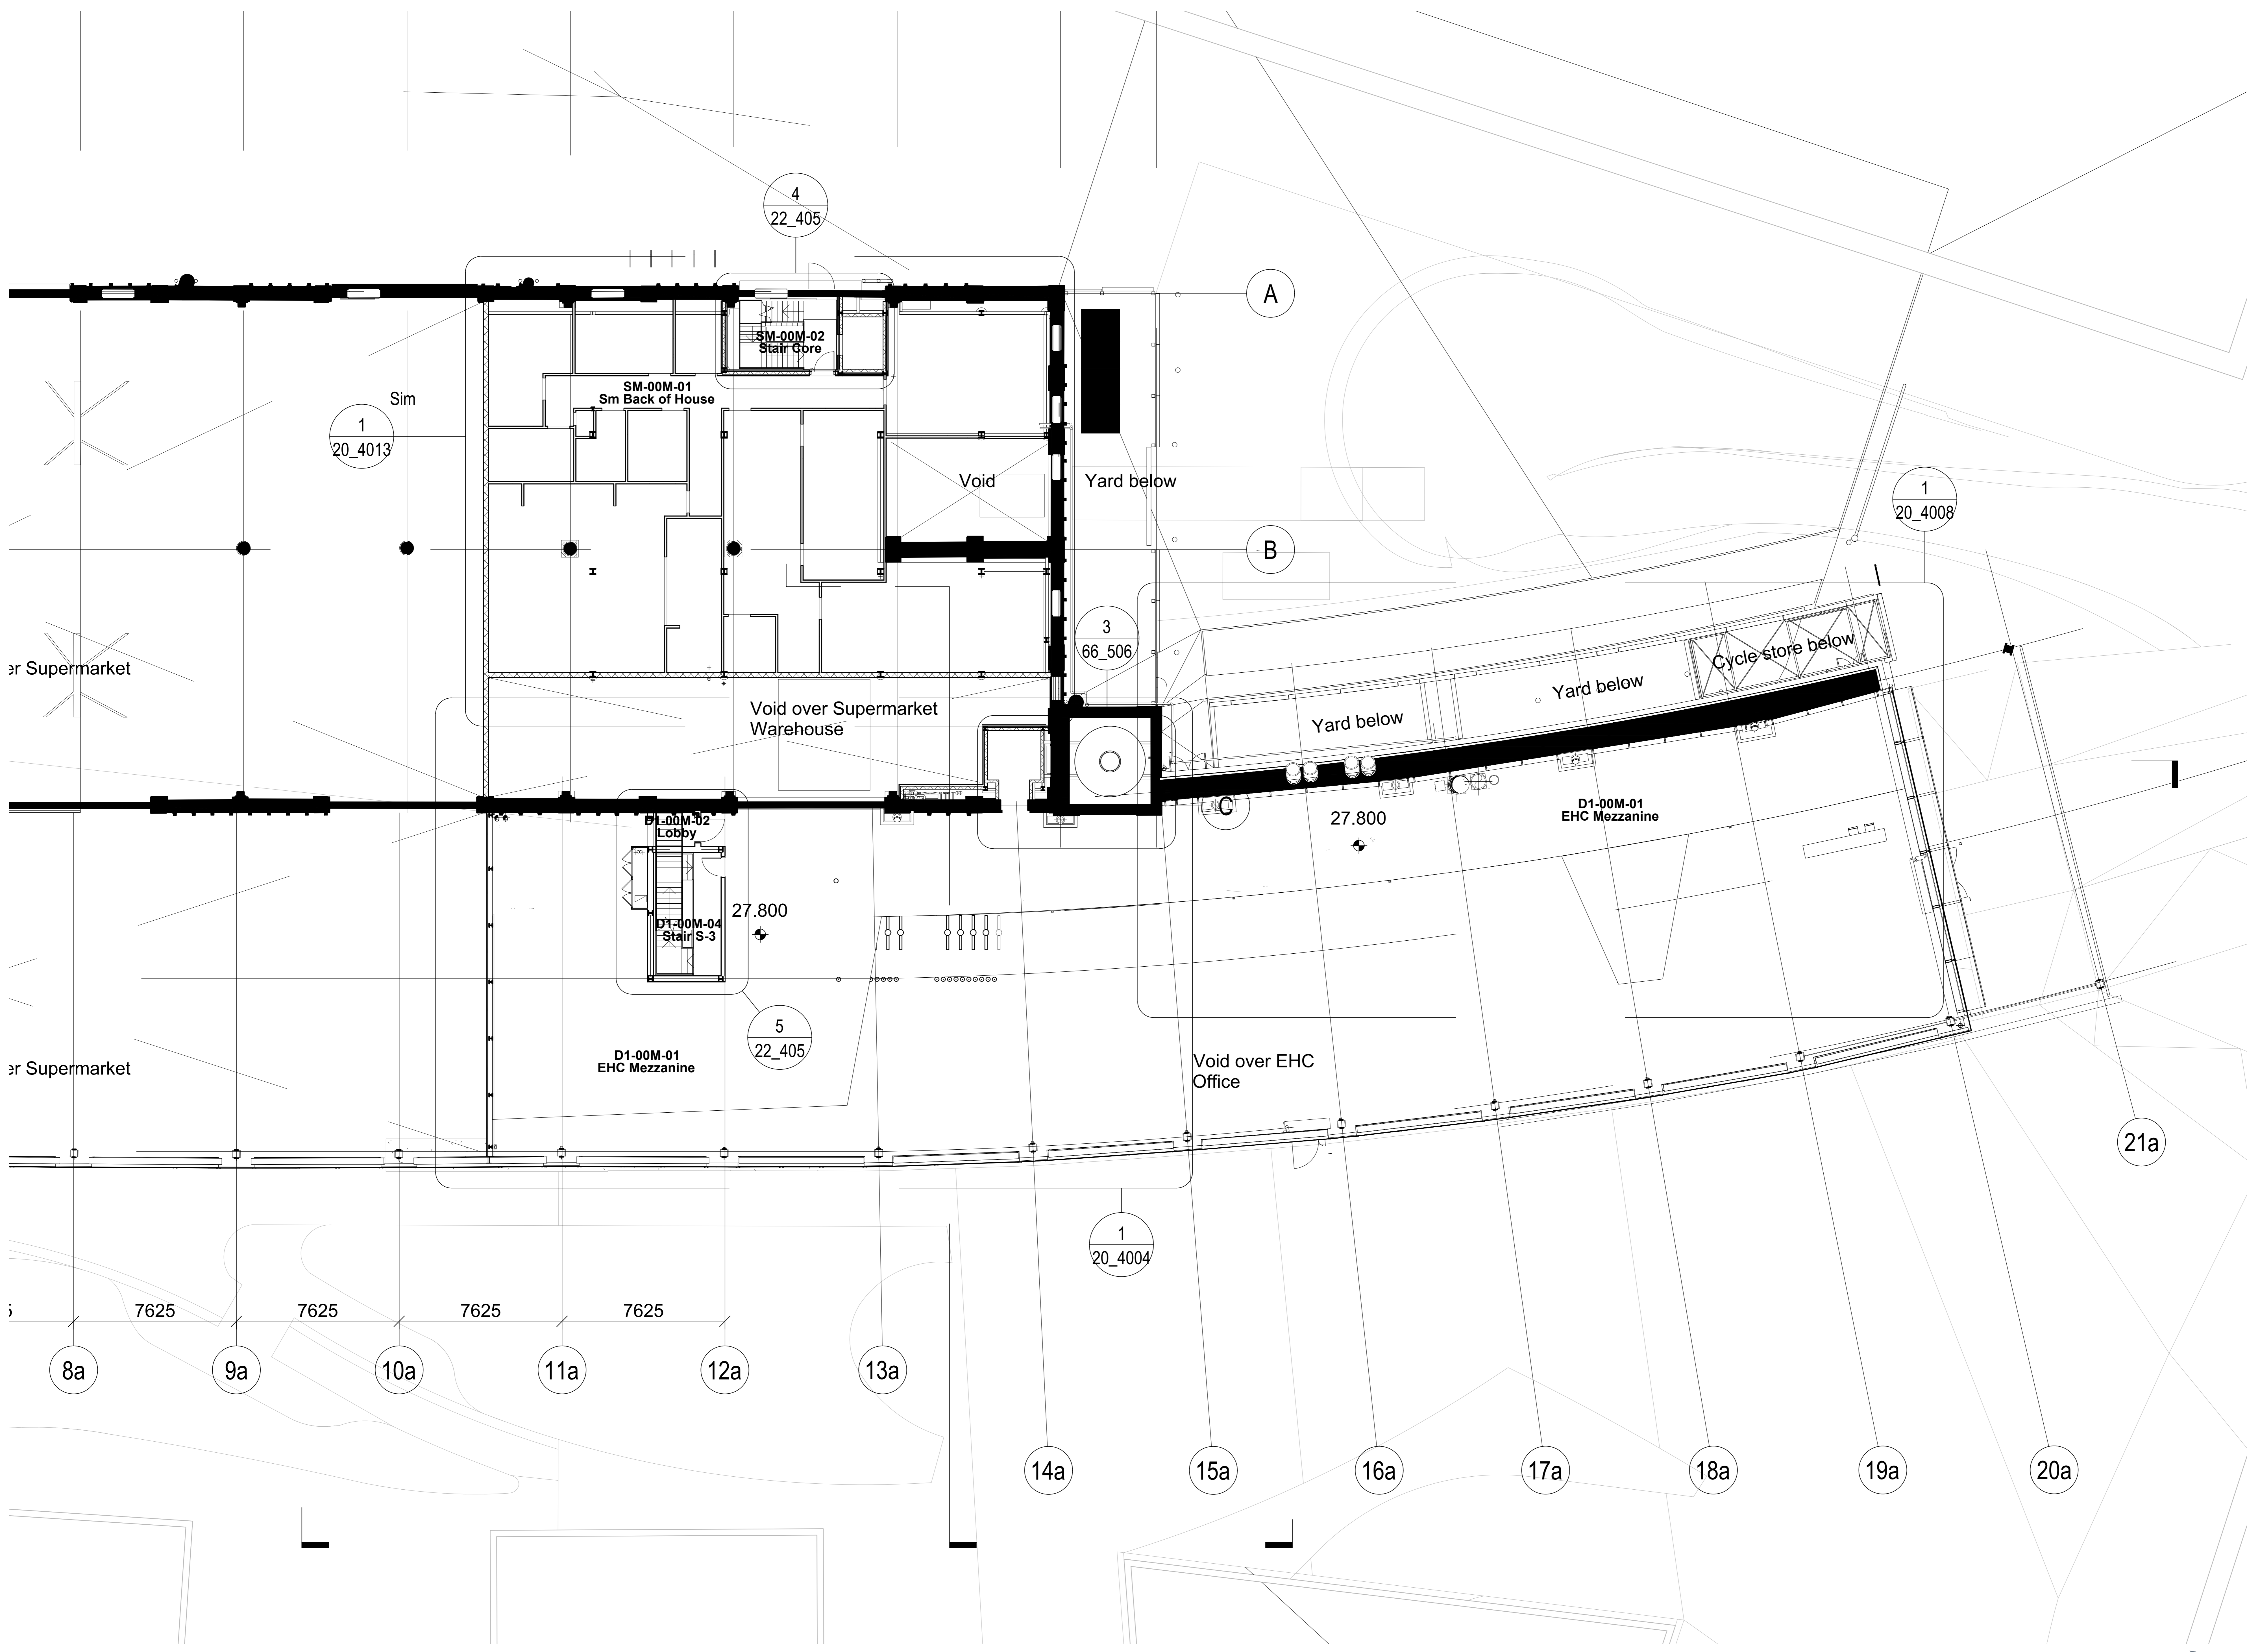 4
22_405
A
SM-00M-02
Stair Core
SM-00M-01
Sm Back of House
Sim
1
20_4013
Void
Yard below
1
20_4008
B
3
66_506
er Supermarket
Cycle store below
Yard below
Yard below
Void over Supermarket
Warehouse
C
D1-00M-01
EHC Mezzanine
27.800
D1-00M-02
Lobby
27.800
D1-00M-04
Stair S-3
5
22_405
D1-00M-01
EHC Mezzanine
er Supermarket
Void over EHC
Office
21a
1
20_4004
7625
7625
7625
7625
8a
9a
10a
11a
12a
13a
14a
15a
16a
17a
18a
19a
20a